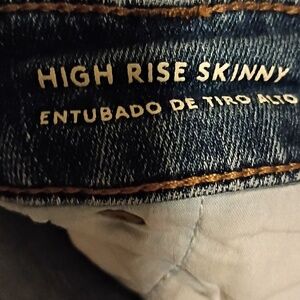 HIGH RISE SKINNY
ENTUBADO DE TIRO ALTO